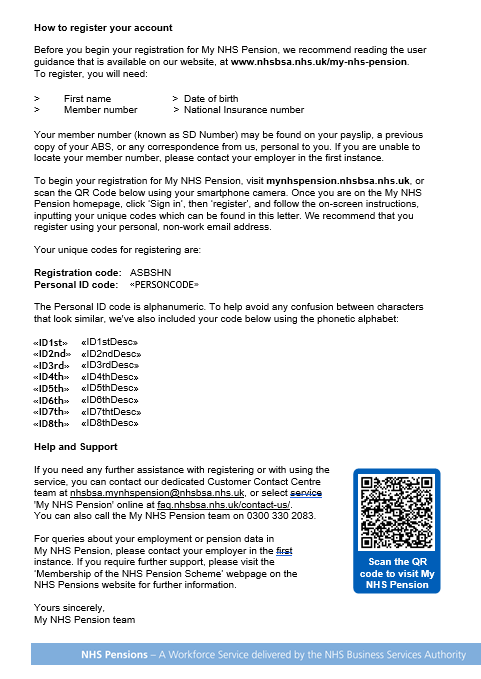 How to register your account
Before you begin your registration for My NHS Pension, we recommend reading the user
guidance that is available on our website, at www.nhsbsa.nhs.uk/my-nhs-pension.
To register, you will need:
> First name > Date of birth
> Member number > National Insurance number
Your member number (known as SD Number) may be found on your payslip, a previous
copy of your ABS, or any correspondence from us, personal to you. If you are unable to
locate your member number, please contact your employer in the first instance.
To begin your registration for My NHS Pension, visit mynhspension.nhsbsa.nhs.uk, or
scan the QR Code below using your smartphone camera. Once you are on the My NHS
Pension homepage, click 'Sign in', then 'register', and follow the on-screen instructions,
inputting your unique codes which can be found in this letter. We recommend that you
register using your personal, non-work email address.
Your unique codes for registering are:
Registration code: ASBSHN
Personal ID code: «PERSONCODE»
The Personal ID code is alphanumeric. To help avoid any confusion between characters
that look similar, we've also included your code below using the phonetic alphabet:
«ID1st» «ID1stDesc»
«ID2nd» «ID2ndDesc»
«ID3rd» «ID3rdDesc»
«ID4th» «ID4thDesc»
«ID5th» «ID5thDesc»
«ID6th» «ID6thDesc»
«ID7th» «ID7thtDesc»
«ID8th» «ID8thDesc»
Help and Support
If you need any further assistance with registering or with using the
service, you can contact our dedicated Customer Contact Centre
team at nhsbsa.mynhspension@nhsbsa.nhs.uk, or select service
'My NHS Pension' online at faq.nhsbsa.nhs.uk/contact-us/.
You can also call the My NHS Pension team on 0300 330 2083.
For queries about your employment or pension data in
My NHS Pension, please contact your employer in the first
instance. If you require further support, please visit the
'Membership of the NHS Pension Scheme' webpage on the
NHS Pensions website for further information.
Scan the QR
code to visit My
NHS Pension
Yours sincerely,
My NHS Pension team
NHS Pensions – A Workforce Service delivered by the NHS Business Services Authority